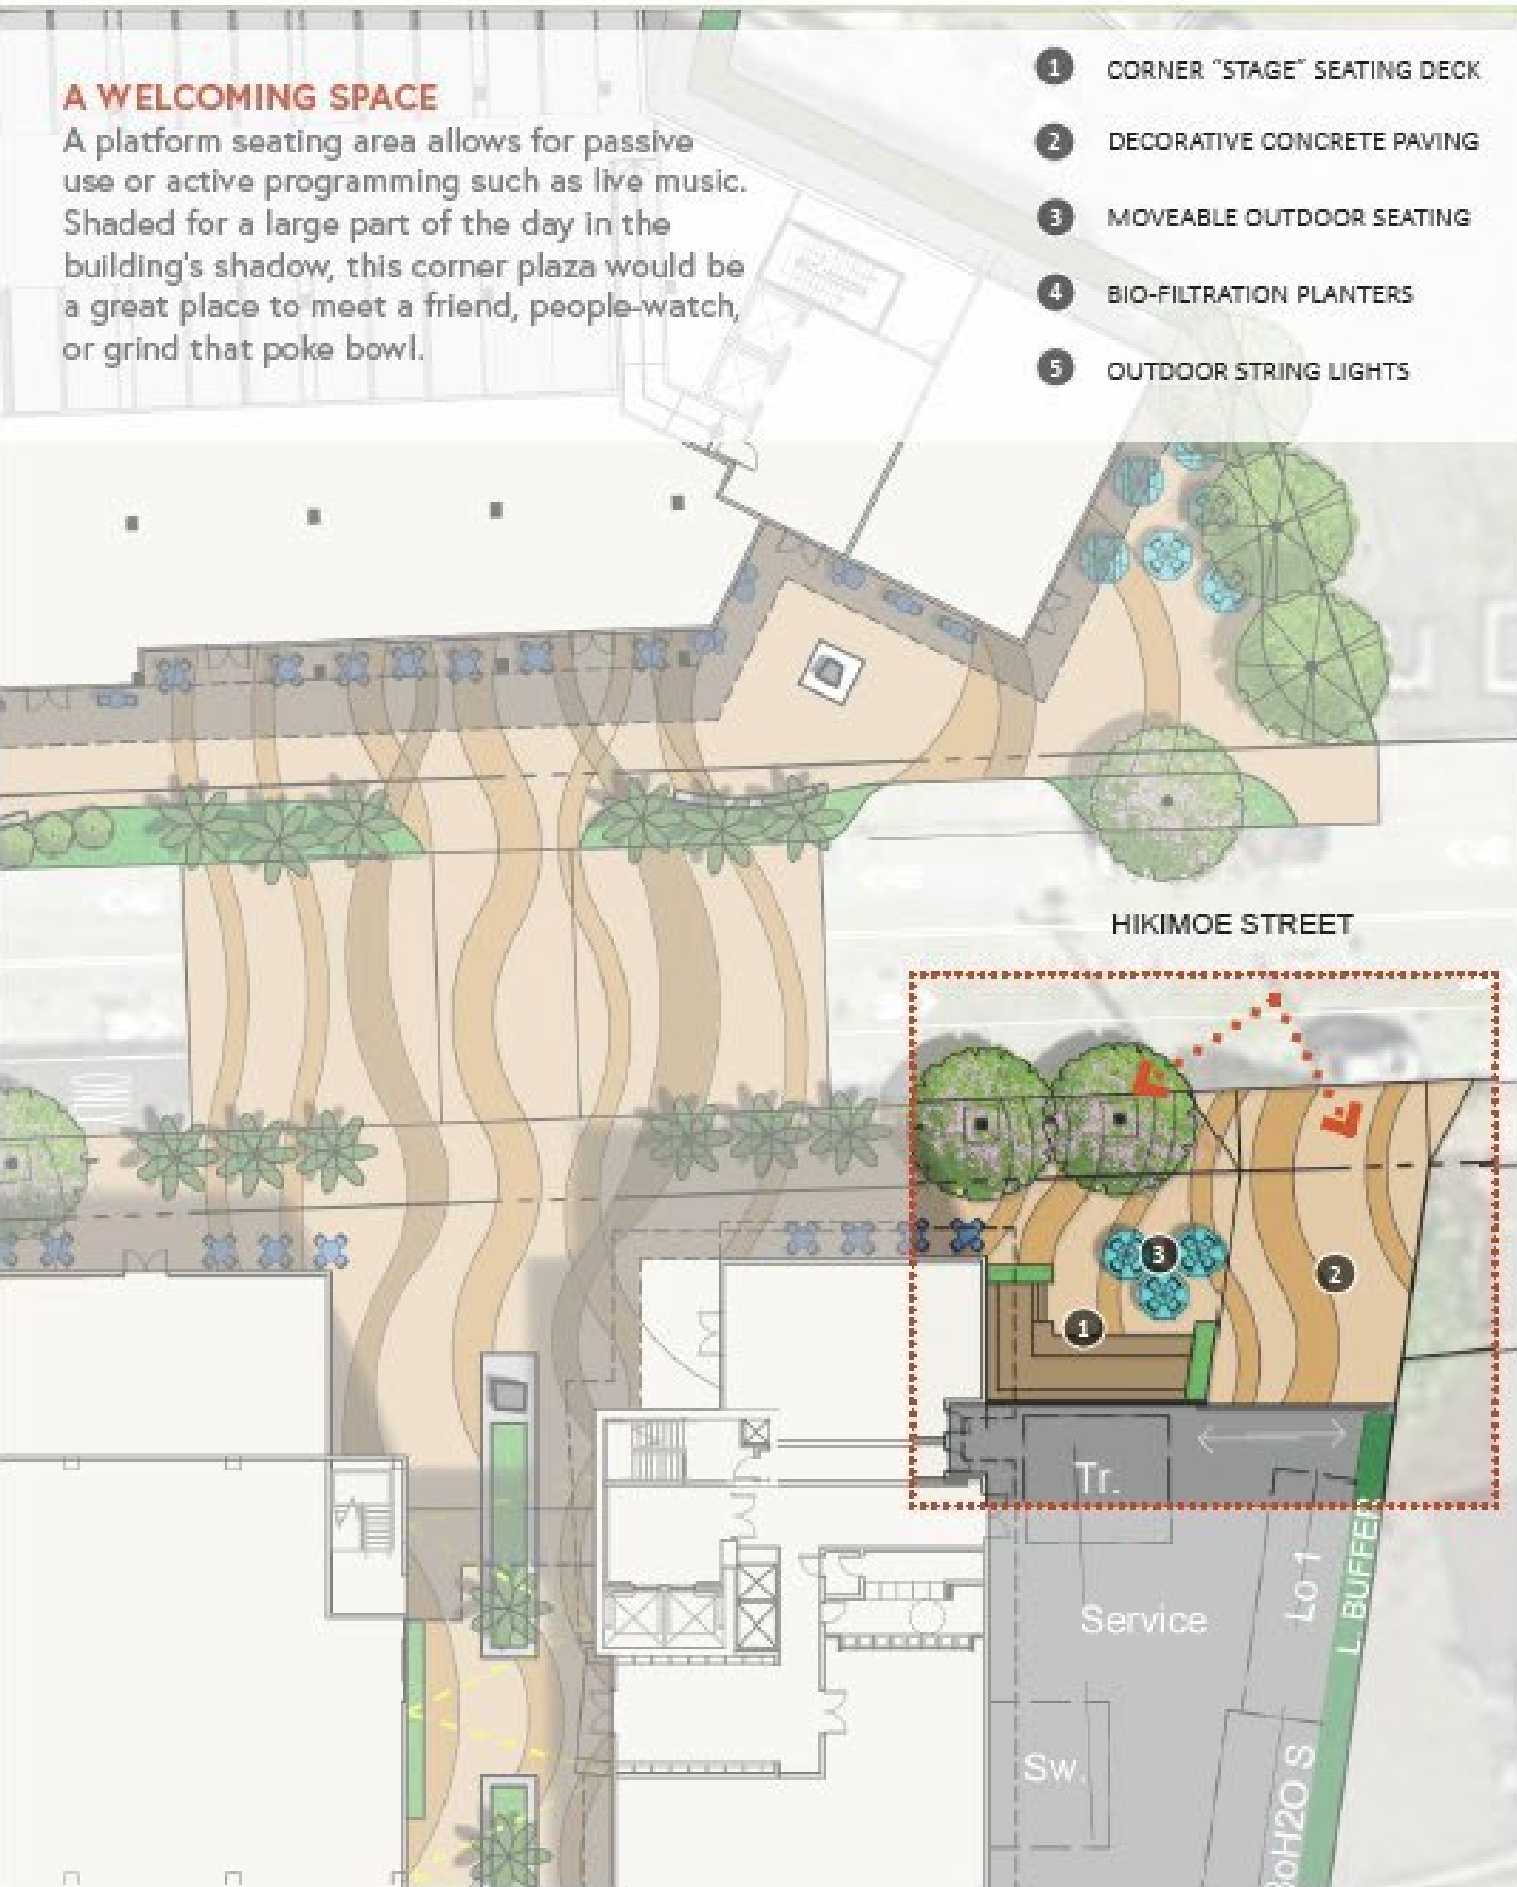 A WELCOMING SPACE
A platform seating area allows for passive
use or active programming such as live music.
Shaded for a large part of the day in the
building's shadow, this corner plaza would be
a great place to meet a friend, people-watch,
or grind that poke bowl.
1 CORNER "STAGE" SEATING DECK
2 DECORATIVE CONCRETE PAVING
3 MOVEABLE OUTDOOR SEATING
4 BIO-FILTRATION PLANTERS
5 OUTDOOR STRING LIGHTS
HIKIMOE STREET
3
2
1
Tr.
Lo 1
L. BUFFER
Service
Sw.